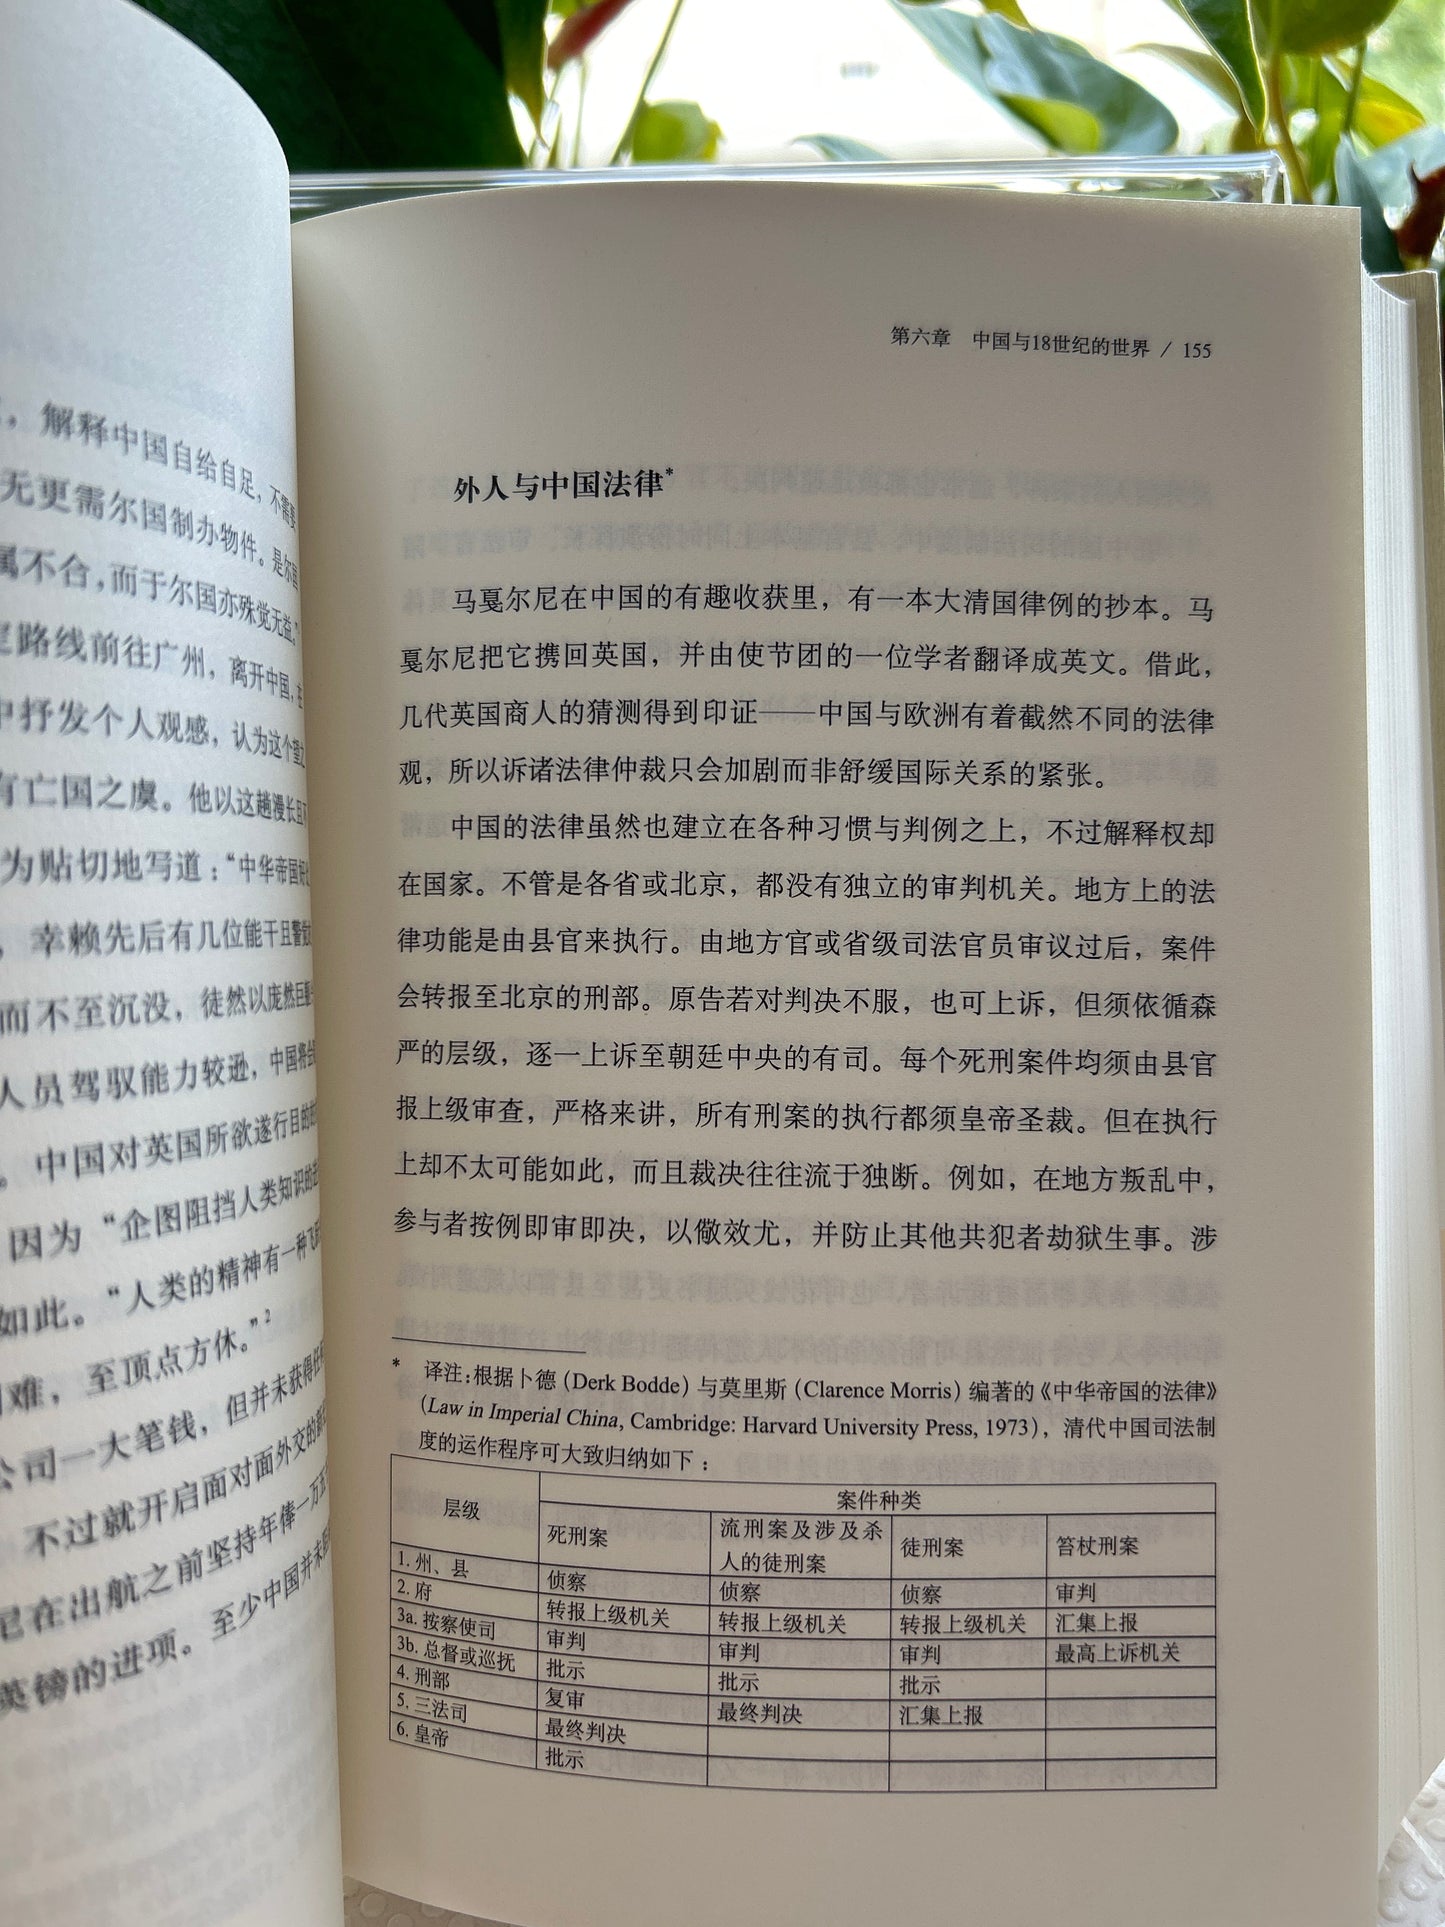 ，解释中国自给自足，不需要
无更需尔国制办物件。是尔国
属不合，而于尔国亦殊觉无益。”
路线前往广州，离开中国，在
中抒发个人观感，认为这个望之
有亡国之虞。他以这趟漫长且
为贴切地写道：“中华帝国好
，幸赖先后有几位能干且警
而不至沉没，徒然以庞然巨
人员驾驭能力较逊，中国将会
。中国对英国所欲遂行目的
因为“企图阻挡人类知识的
如此。“人类的精神有一种飞
难，至顶点方休。”2
公司一大笔钱，但并未获得任
不过就开启面对面外交的
尼在出航之前坚持年俸一万五
英镑的进项。至少中国并未
第六章 中国与18世纪的世界 / 155
外人与中国法律*
马戛尔尼在中国的有趣收获里，有一本大清国律例的抄本。马
戛尔尼把它携回英国，并由使节团的一位学者翻译成英文。借此，
几代英国商人的猜测得到印证——中国与欧洲有着截然不同的法律
观，所以诉诸法律仲裁只会加剧而非舒缓国际关系的紧张。
中国的法律虽然也建立在各种习惯与判例之上，不过解释权却
在国家。不管是各省或北京，都没有独立的审判机关。地方上的法
律功能是由县官来执行。由地方官或省级司法官员审议过后，案件
会转报至北京的刑部。原告若对判决不服，也可上诉，但须依循森
严的层级，逐一上诉至朝廷中央的有司。每个死刑案件均须由县官
报上级审查，严格来讲，所有刑案的执行都须皇帝圣裁。但在执行
上却不太可能如此，而且裁决往往流于独断。例如，在地方叛乱中，
参与者按例即审即决，以儆效尤，并防止其他共犯者劫狱生事。涉
* 译注：根据卜德（Derk Bodde）与莫里斯（Clarence Morris）编著的《中华帝国的法律》
（Law in Imperial China, Cambridge: Harvard University Press, 1973），清代中国司法制
度的运作程序可大致归纳如下：
层级 案件种类
死刑案 流刑案及涉及杀人的徒刑案 徒刑案 笞杖刑案
1. 州、县 侦察 侦察 侦察 审判
2. 府 转报上级机关 转报上级机关 转报上级机关 汇集上报
3a. 按察使司 审判 审判 审判 最高上诉机关
3b. 总督或巡抚 批示 批示 批示
4. 刑部 复审 最终判决 汇集上报
5. 三法司 最终判决
6. 皇帝 批示